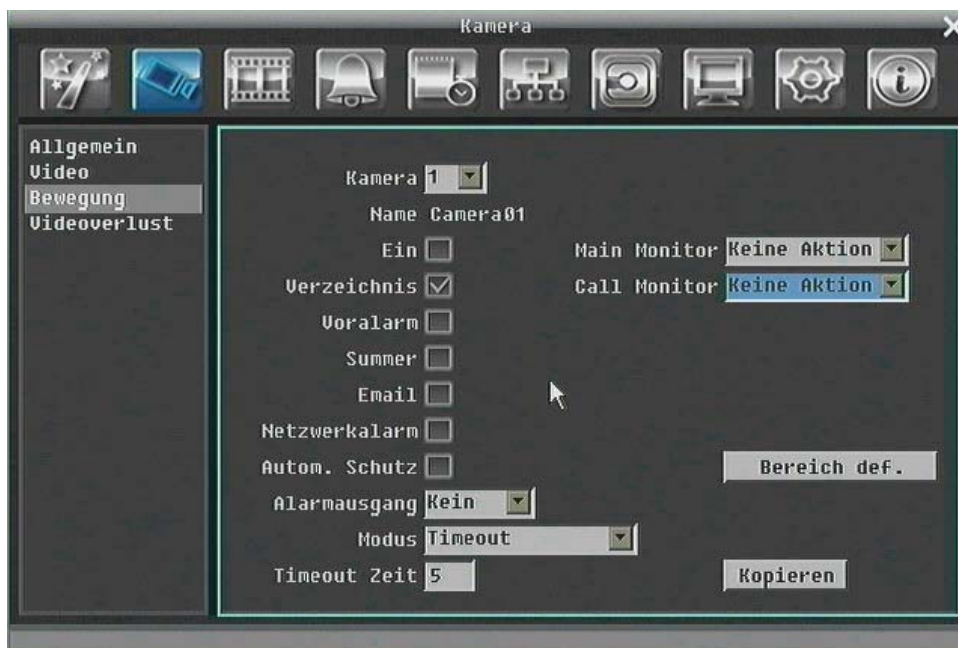 Kamera
Allgemein
Video
Bewegung
Videoverlust
Kamera 1
Name Camera01
Ein
Main Monitor Keine Aktion
Verzeichnis
Call Monitor Keine Aktion
Voralarm
Summer
Email
Netzwerkalarm
Autom. Schutz
Bereich def.
Alarmausgang Kein
Modus Timeout
Timeout Zeit 5
Kopieren